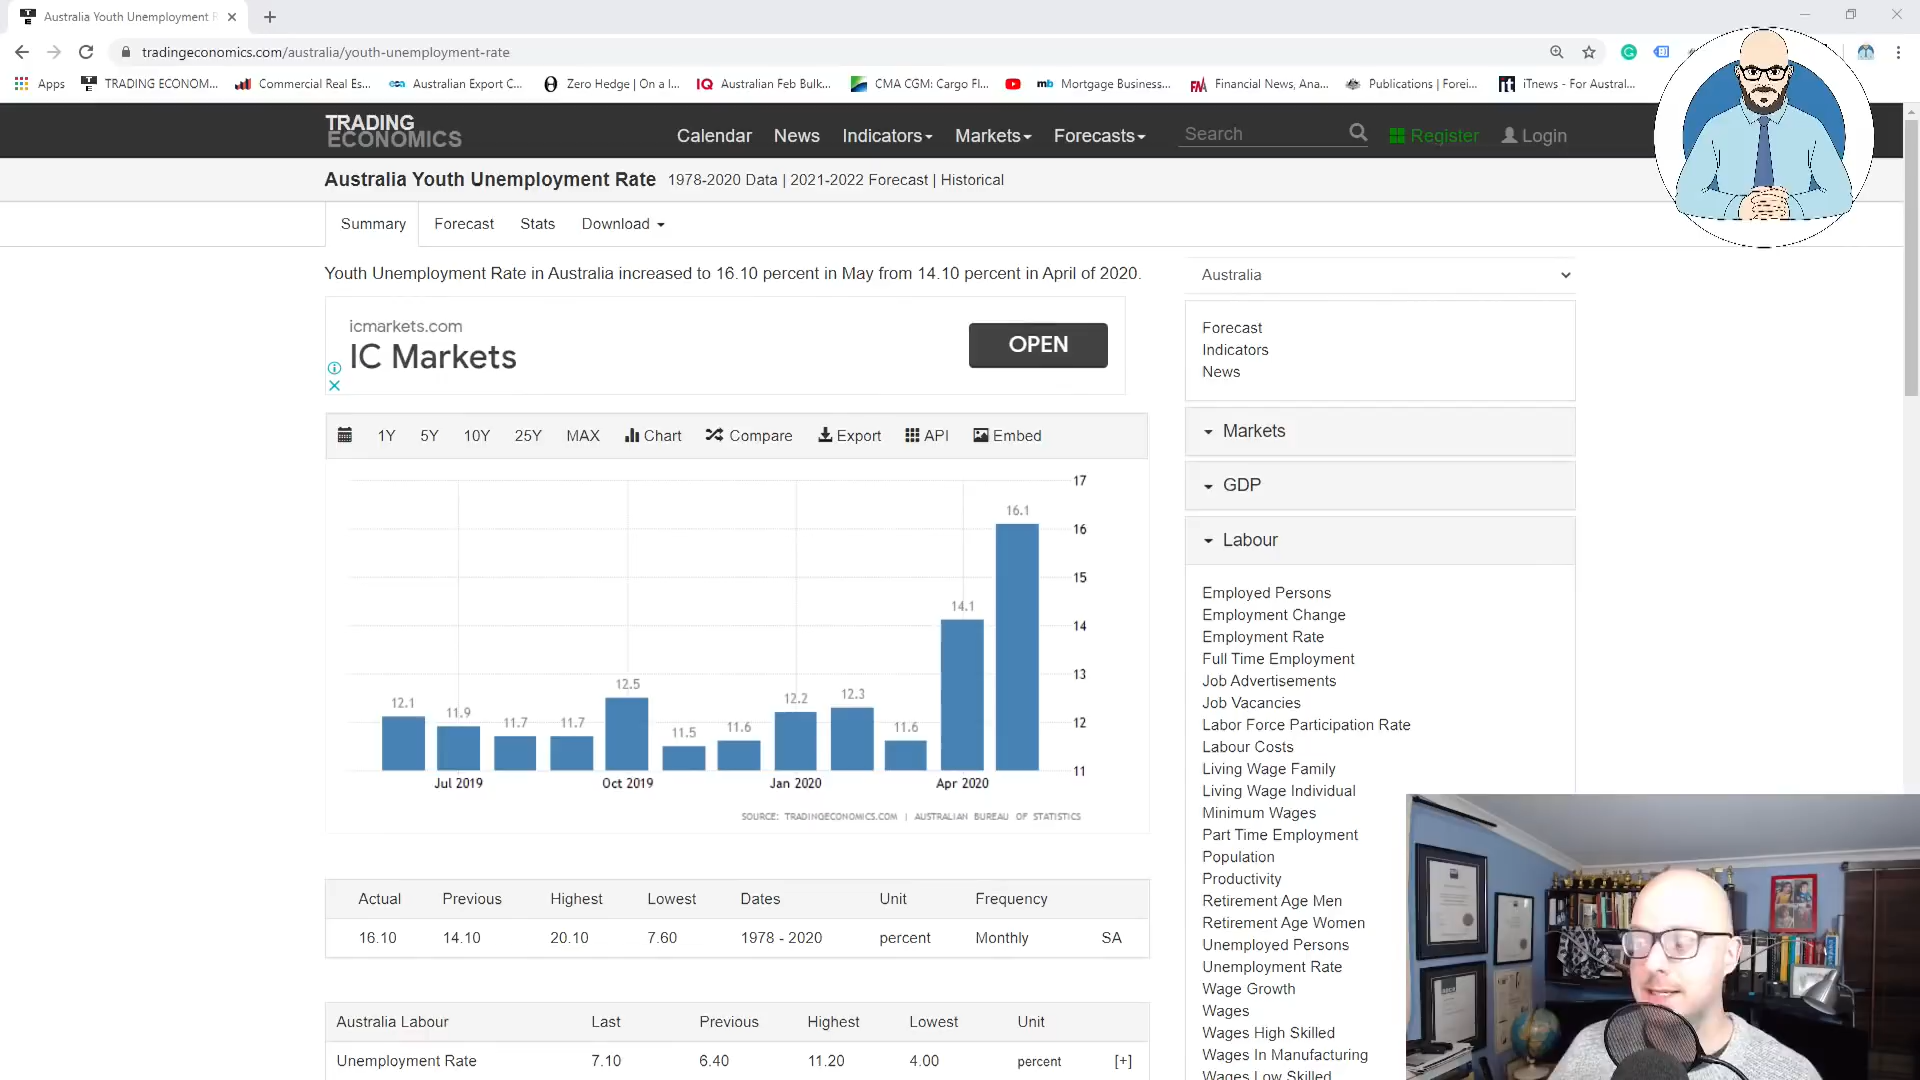 Australia Youth Unemployment R
tradingeconomics.com/australia/youth-unemployment-rate
Apps
TRADING ECONOM...
Commercial Real Es...
Australian Export C...
Zero Hedge | On a l...
IQ
Australian Feb Bulk...
CMA CGM: Cargo Fl...
mb
Mortgage Business...
FM
Financial News, Ana...
Publications | Forei...
it
iTnews - For Austral...
TRADING
ECONOMICS
Calendar
News
Indicators
Markets
Forecasts
Search
Register
Login
Australia Youth Unemployment Rate 1978-2020 Data | 2021-2022 Forecast | Historical
Summary
Forecast
Stats
Download
Youth Unemployment Rate in Australia increased to 16.10 percent in May from 14.10 percent in April of 2020.
icmarkets.com
IC Markets
OPEN
1Y 5Y 10Y 25Y MAX Chart Compare Export API Embed
17
16.1
16
15
14.1
14
13
12.5
12.1
11.9
11.7
11.7
11.5
11.6
12.2
12.3
11.6
12
11
Jul 2019
Oct 2019
Jan 2020
Apr 2020
SOURCE: TRADINGECONOMICS.COM | AUSTRALIAN BUREAU OF STATISTICS
Actual Previous Highest Lowest Dates Unit Frequency
16.10 14.10 20.10 7.60 1978 - 2020 percent Monthly SA
Australia Labour Last Previous Highest Lowest Unit
Unemployment Rate 7.10 6.40 11.20 4.00 percent [+]
Australia
Forecast
Indicators
News
Markets
GDP
Labour
Employed Persons
Employment Change
Employment Rate
Full Time Employment
Job Advertisements
Job Vacancies
Labor Force Participation Rate
Labour Costs
Living Wage Family
Living Wage Individual
Minimum Wages
Part Time Employment
Population
Productivity
Retirement Age Men
Retirement Age Women
Unemployed Persons
Unemployment Rate
Wage Growth
Wages
Wages High Skilled
Wages In Manufacturing
Wages Low Skilled